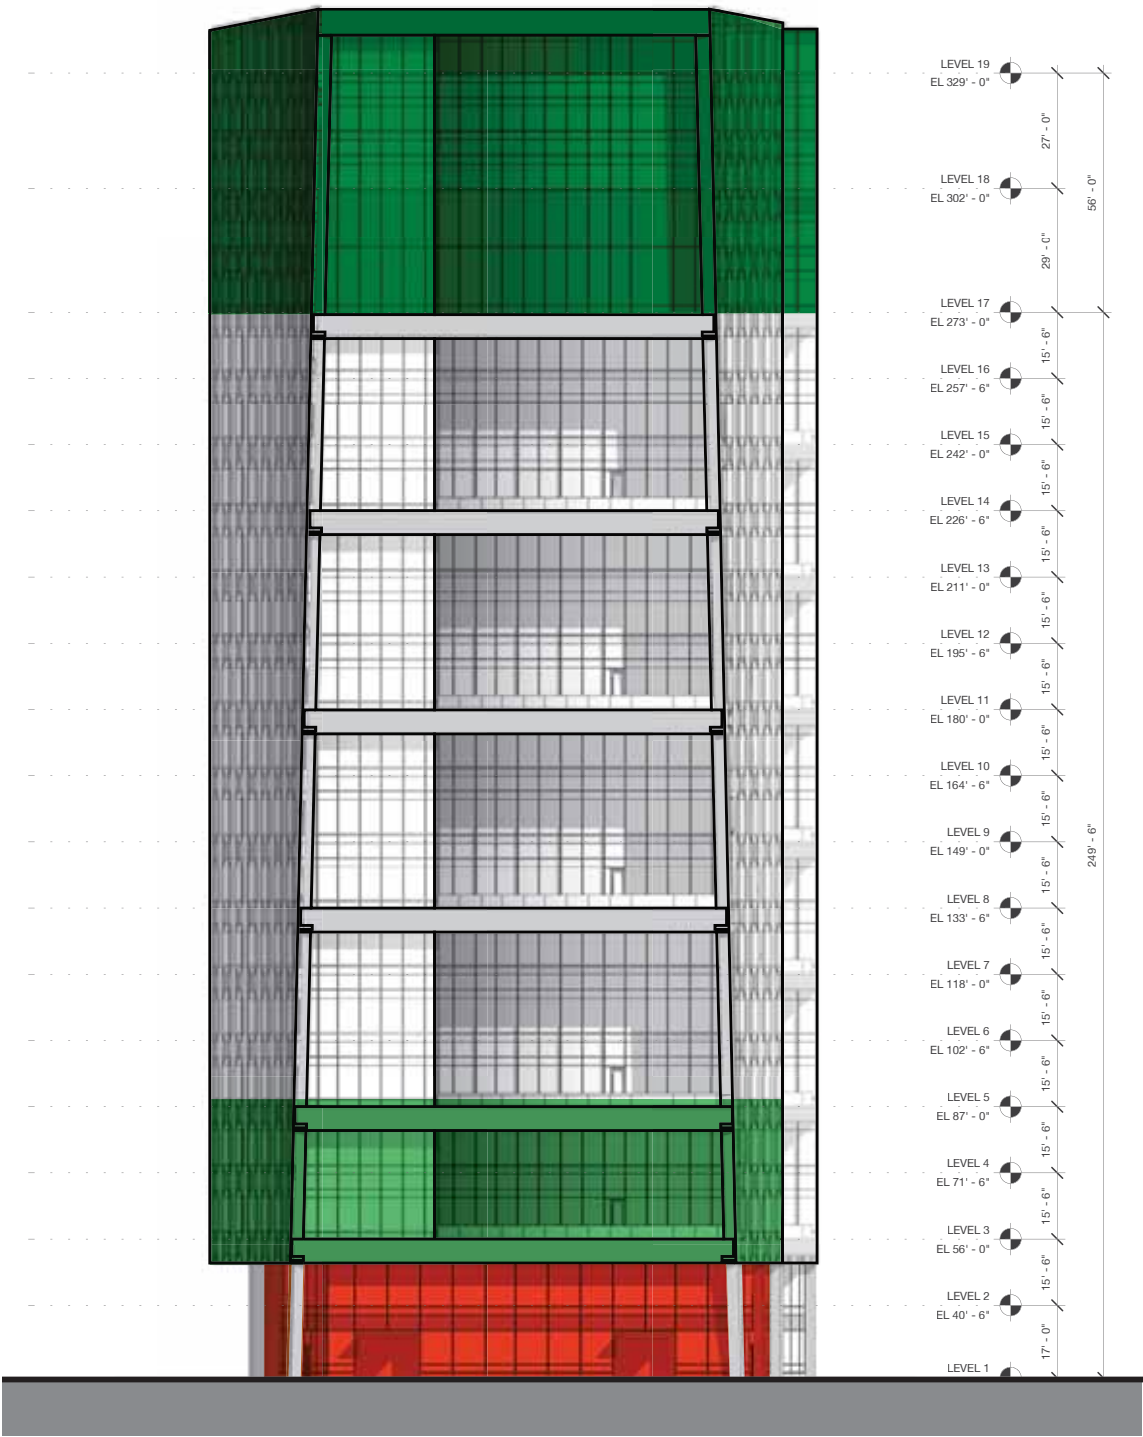 LEVEL 19
EL 329' - 0"
27' - 0"
LEVEL 18
EL 302' - 0"
56' - 0"
29' - 0"
LEVEL 17
EL 273' - 0"
15' - 6"
LEVEL 16
EL 257' - 6"
15' - 6"
LEVEL 15
EL 242' - 0"
15' - 6"
LEVEL 14
EL 226' - 6"
15' - 6"
LEVEL 13
EL 211' - 0"
15' - 6"
LEVEL 12
EL 195' - 6"
15' - 6"
LEVEL 11
EL 180' - 0"
15' - 6"
LEVEL 10
EL 164' - 6"
15' - 6"
249' - 6"
LEVEL 9
EL 149' - 0"
15' - 6"
LEVEL 8
EL 133' - 6"
15' - 6"
LEVEL 7
EL 118' - 0"
15' - 6"
LEVEL 6
EL 102' - 6"
15' - 6"
LEVEL 5
EL 87' - 0"
15' - 6"
LEVEL 4
EL 71' - 6"
15' - 6"
LEVEL 3
EL 56' - 0"
15' - 6"
LEVEL 2
EL 40' - 6"
17' - 0"
LEVEL 1